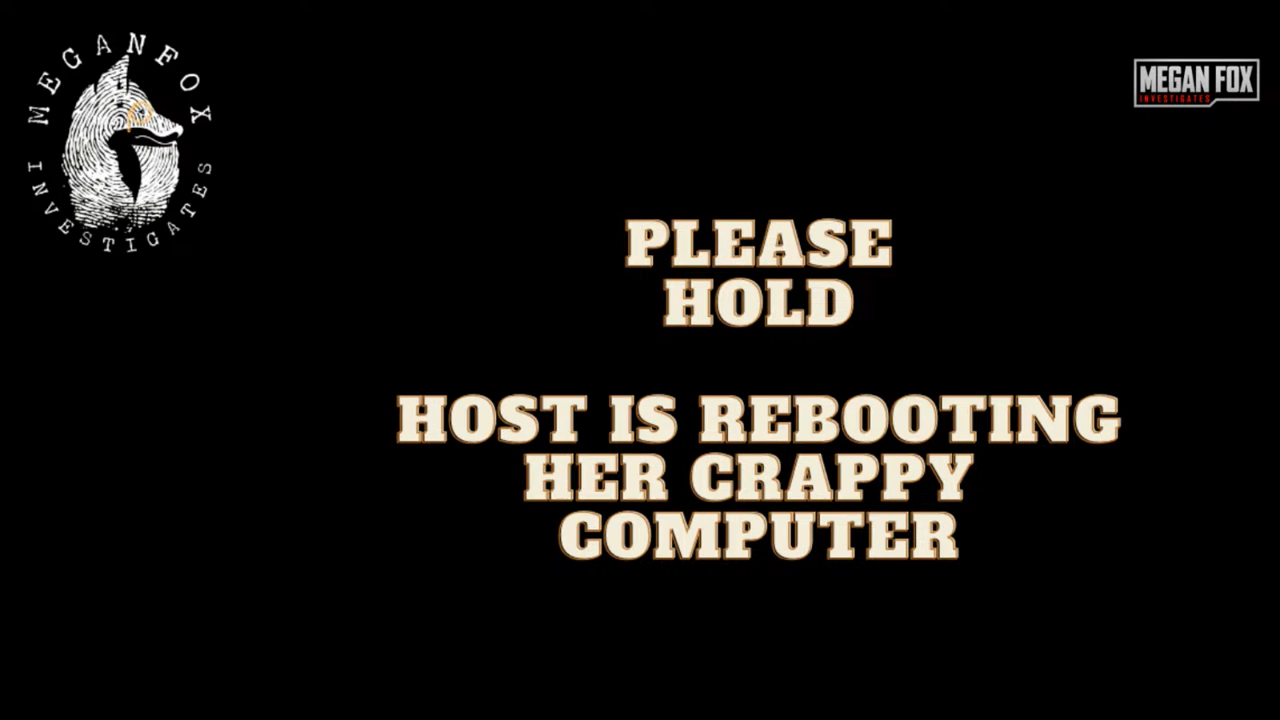 MEGANFOX
INVESTIGATES
MEGAN FOX
INVESTIGATES
PLEASE
HOLD
HOST IS REBOOTING
HER CRAPPY
COMPUTER